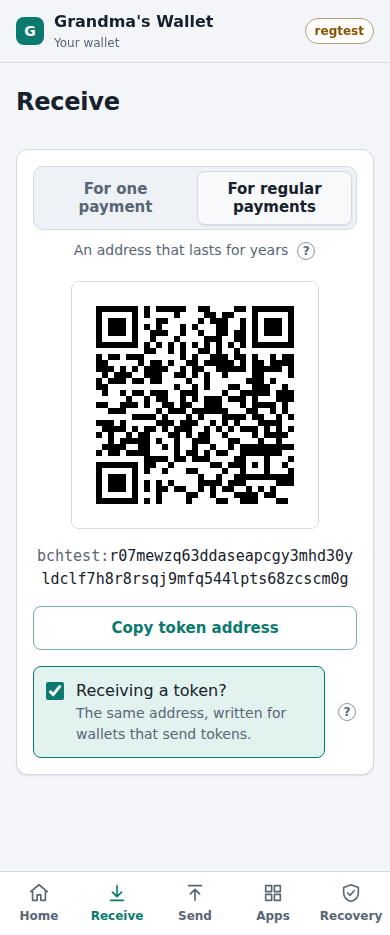 G
Grandma's Wallet
Your wallet
regtest
Receive
For one
payment
For regular
payments
An address that lasts for years ?
bchtest:r07mewzq63ddaseapcgy3mhd30y
ldclf7h8r8rsqj9mfq544lpts68zcscm0g
Copy token address
Receiving a token?
The same address, written for
wallets that send tokens.
?
Home
Receive
Send
Apps
Recovery